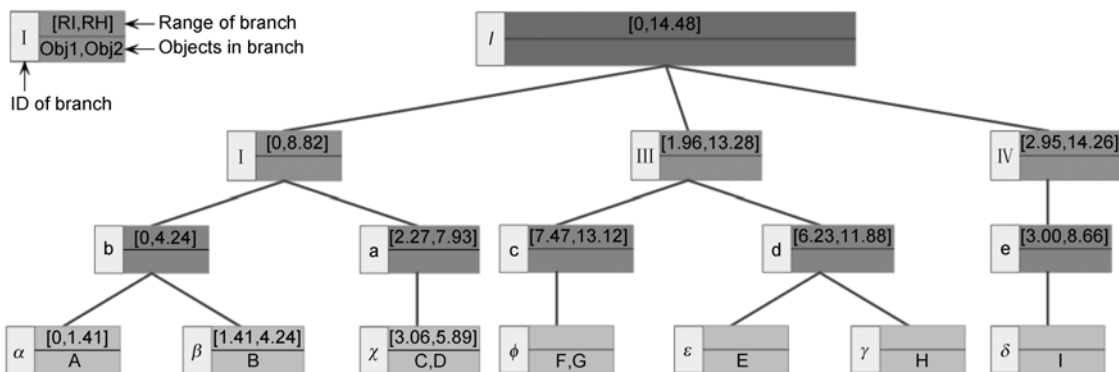 I
[RI,RH]
Obj1,Obj2
Range of branch
Objects in branch
ID of branch
I
[0,14.48]
I
[0,8.82]
III
[1.96,13.28]
IV
[2.95,14.26]
b
[0,4.24]
a
[2.27,7.93]
c
[7.47,13.12]
d
[6.23,11.88]
e
[3.00,8.66]
α
[0,1.41]
A
β
[1.41,4.24]
B
χ
[3.06,5.89]
C,D
ϕ
F,G
ε
E
γ
H
δ
I